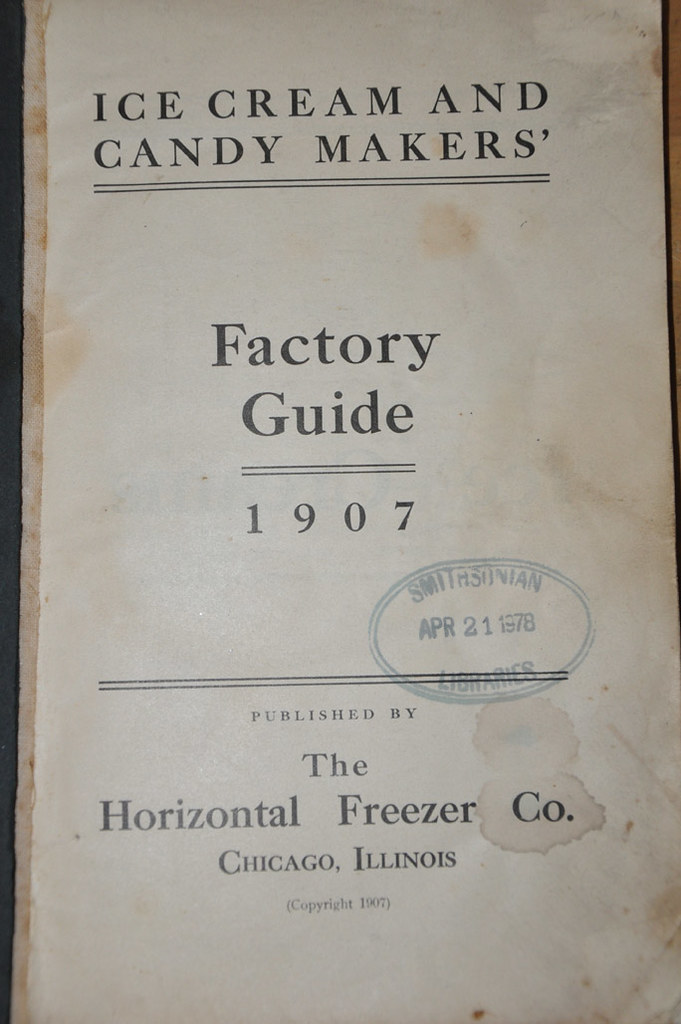 ICE CREAM AND
CANDY MAKERS’
Factory
Guide
1907
SMITHSONIAN
APR 21 1978
LIBRARIES
PUBLISHED BY
The
Horizontal Freezer Co.
CHICAGO, ILLINOIS
(Copyright 1907)